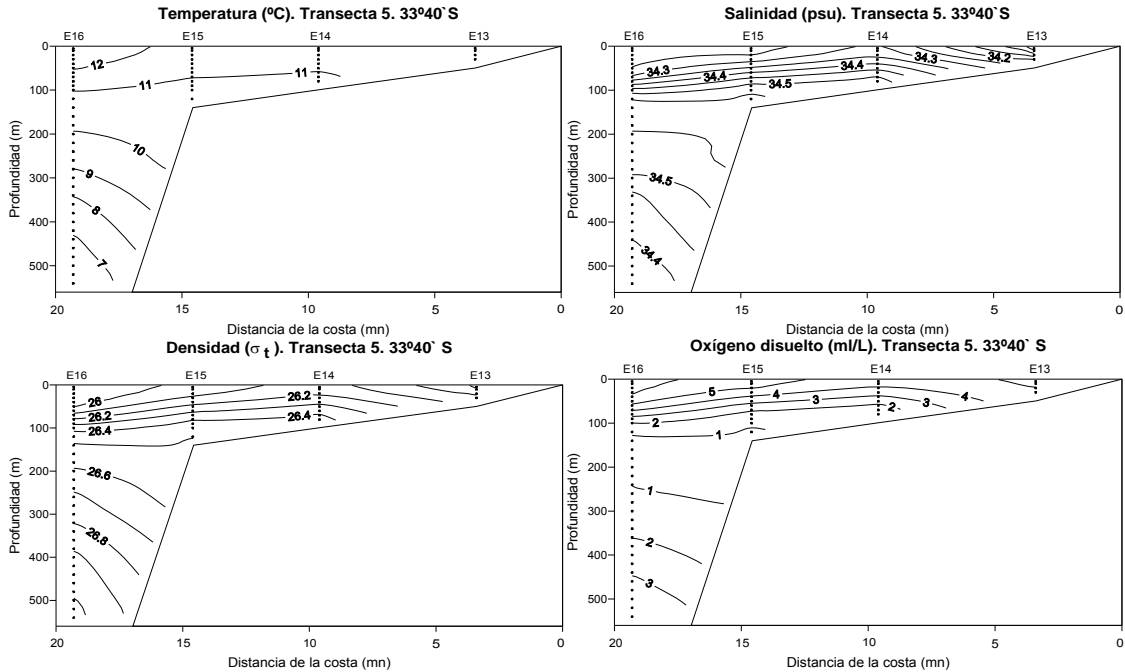 Temperatura (ºC). Transecta 5. 33º40`S
E16 E15 E14 E13
0
100
200
300
400
500
Profundidad (m)
12
11
11
10
9
8
7
20 15 10 5 0
Distancia de la costa (mn)
Salinidad (psu). Transecta 5. 33º40`S
E16 E15 E14 E13
0
100
200
300
400
500
Profundidad (m)
34.3
34.4
34.5
34.4
34.3
34.2
34.5
34.4
20 15 10 5 0
Distancia de la costa (mn)
Densidad (σ t ). Transecta 5. 33º40` S
E16 E15 E14 E13
0
100
200
300
400
500
Profundidad (m)
26
26.2
26.4
26.2
26.4
26.6
26.8
20 15 10 5 0
Distancia de la costa (mn)
Oxígeno disuelto (ml/L). Transecta 5. 33º40` S
E16 E15 E14 E13
0
100
200
300
400
500
Profundidad (m)
5
4
4
3
3
2
2
1
1
2
3
20 15 10 5 0
Distancia de la costa (mn)